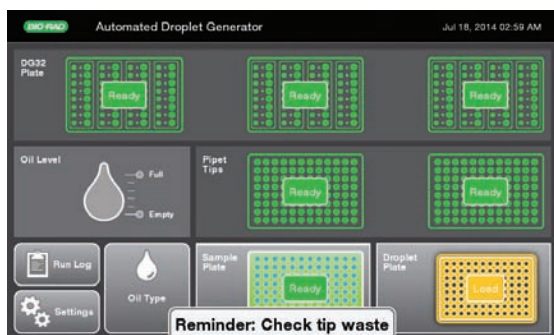 BIO-RAD Automated Droplet Generator Jul 18, 2014 02:59 AM
DG32
Plate
Ready Ready Ready
Oil Level
Full
Empty
Pipet
Tips
Ready Ready
Run Log
Settings
Oil Type
Sample
Plate
Ready
Droplet
Plate
Load
Reminder: Check tip waste